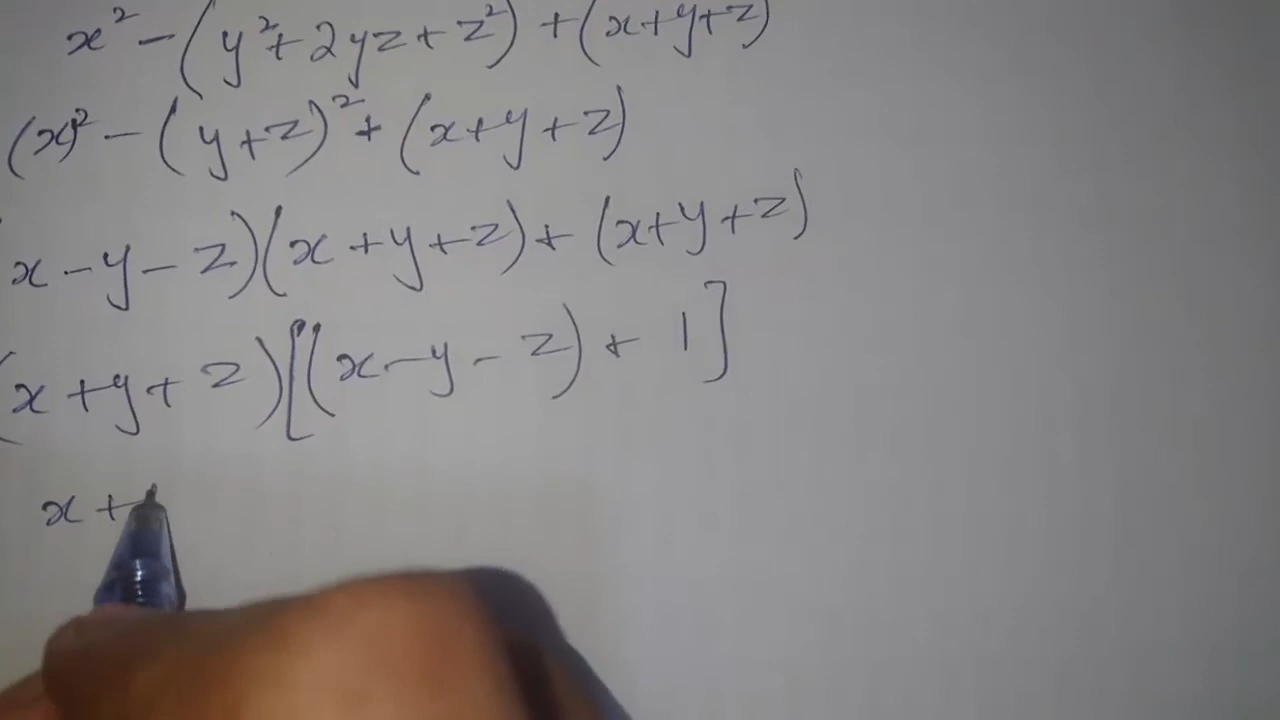 x² - (y² + 2yz + z²) + (x+y+z)
(x)² - (y+z)² + (x+y+z)
x - y - z)(x+y+z) + (x+y+z)
(x+y+z)[(x-y-z) + 1]
x +